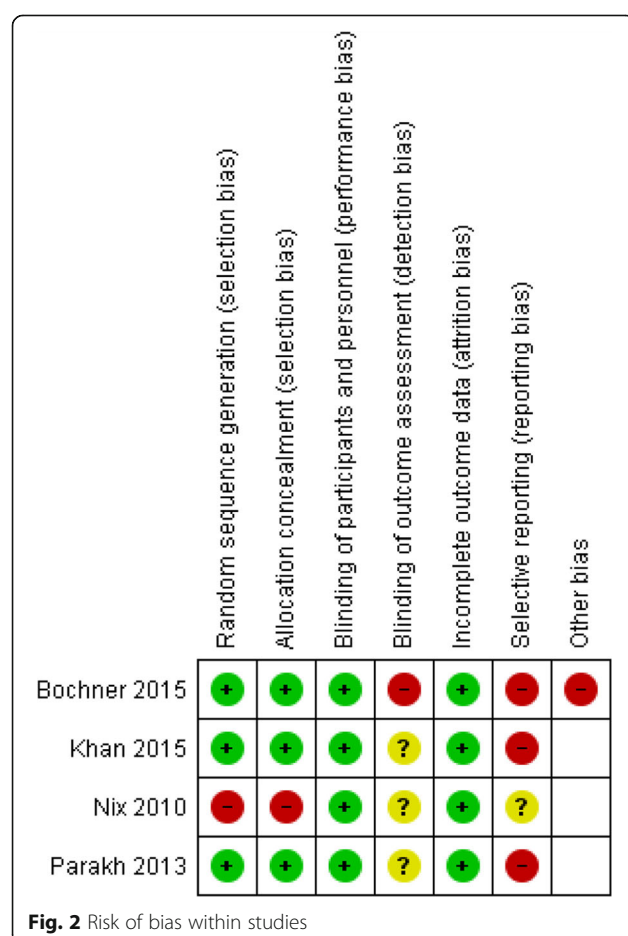 Random sequence generation (selection bias)
Allocation concealment (selection bias)
Blinding of participants and personnel (performance bias)
Blinding of outcome assessment (detection bias)
Incomplete outcome data (attrition bias)
Selective reporting (reporting bias)
Other bias
Bochner 2015 + + + - + - -
Khan 2015 + + + ? + -
Nix 2010 - - + ? + ?
Parakh 2013 + + + ? + -
Fig. 2 Risk of bias within studies